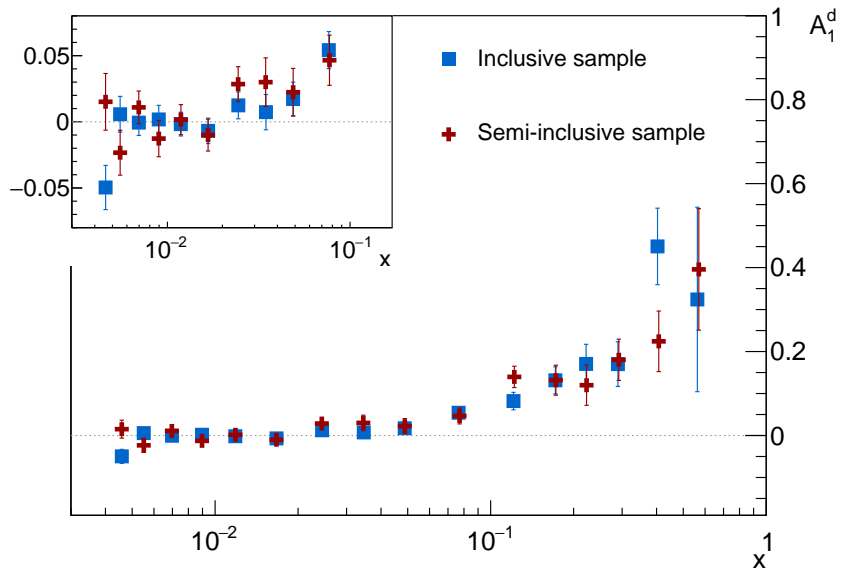 0.05
0
−0.05
10⁻²
10⁻¹
x
Inclusive sample
Semi-inclusive sample
1
A₁ᵈ
0.8
0.6
0.4
0.2
0
10⁻²
10⁻¹
1
x